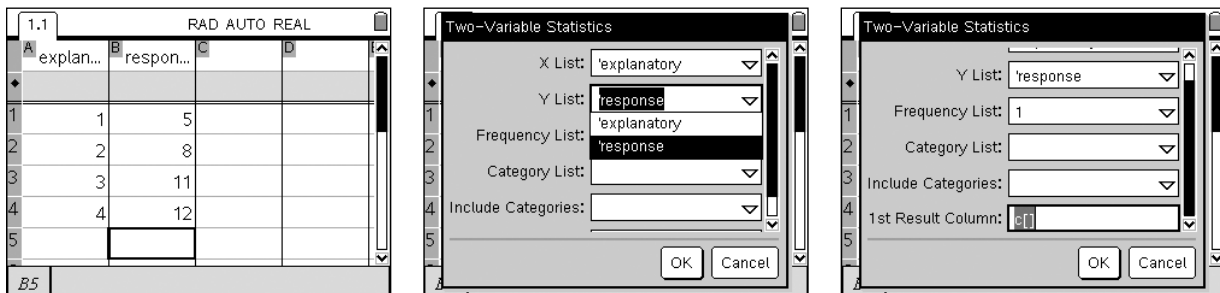 1.1 RAD AUTO REAL
A explan... B respon... C D
1 1 5
2 2 8
3 3 11
4 4 12
5
B5
Two-Variable Statistics
X List: 'explanatory
Y List: 'response
'explanatory
Frequency List: 'response
Category List:
Include Categories:
OK Cancel
Two-Variable Statistics
Y List: 'response
Frequency List: 1
Category List:
Include Categories:
1st Result Column: c[]
OK Cancel